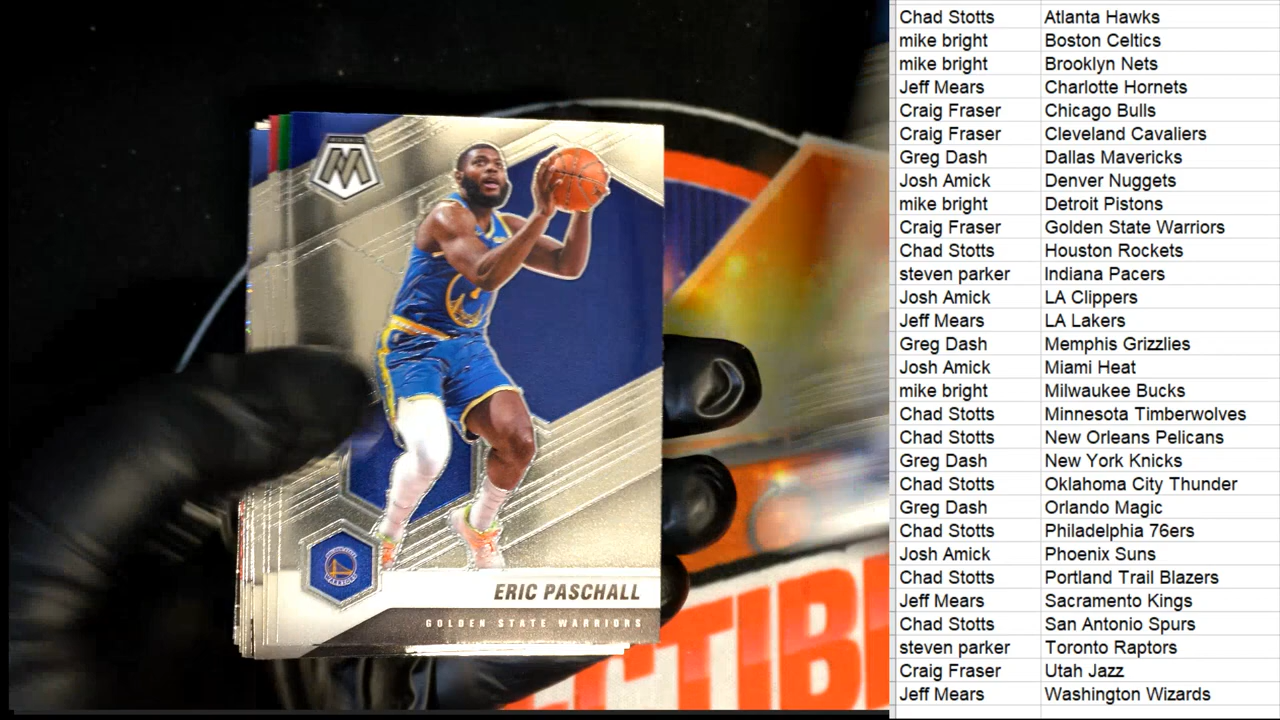 MOSAIC
M
ERIC PASCHALL
GOLDEN STATE WARRIORS
CTIB
Chad Stotts Atlanta Hawks
mike bright Boston Celtics
mike bright Brooklyn Nets
Jeff Mears Charlotte Hornets
Craig Fraser Chicago Bulls
Craig Fraser Cleveland Cavaliers
Greg Dash Dallas Mavericks
Josh Amick Denver Nuggets
mike bright Detroit Pistons
Craig Fraser Golden State Warriors
Chad Stotts Houston Rockets
steven parker Indiana Pacers
Josh Amick LA Clippers
Jeff Mears LA Lakers
Greg Dash Memphis Grizzlies
Josh Amick Miami Heat
mike bright Milwaukee Bucks
Chad Stotts Minnesota Timberwolves
Chad Stotts New Orleans Pelicans
Greg Dash New York Knicks
Chad Stotts Oklahoma City Thunder
Greg Dash Orlando Magic
Chad Stotts Philadelphia 76ers
Josh Amick Phoenix Suns
Chad Stotts Portland Trail Blazers
Jeff Mears Sacramento Kings
Chad Stotts San Antonio Spurs
steven parker Toronto Raptors
Craig Fraser Utah Jazz
Jeff Mears Washington Wizards